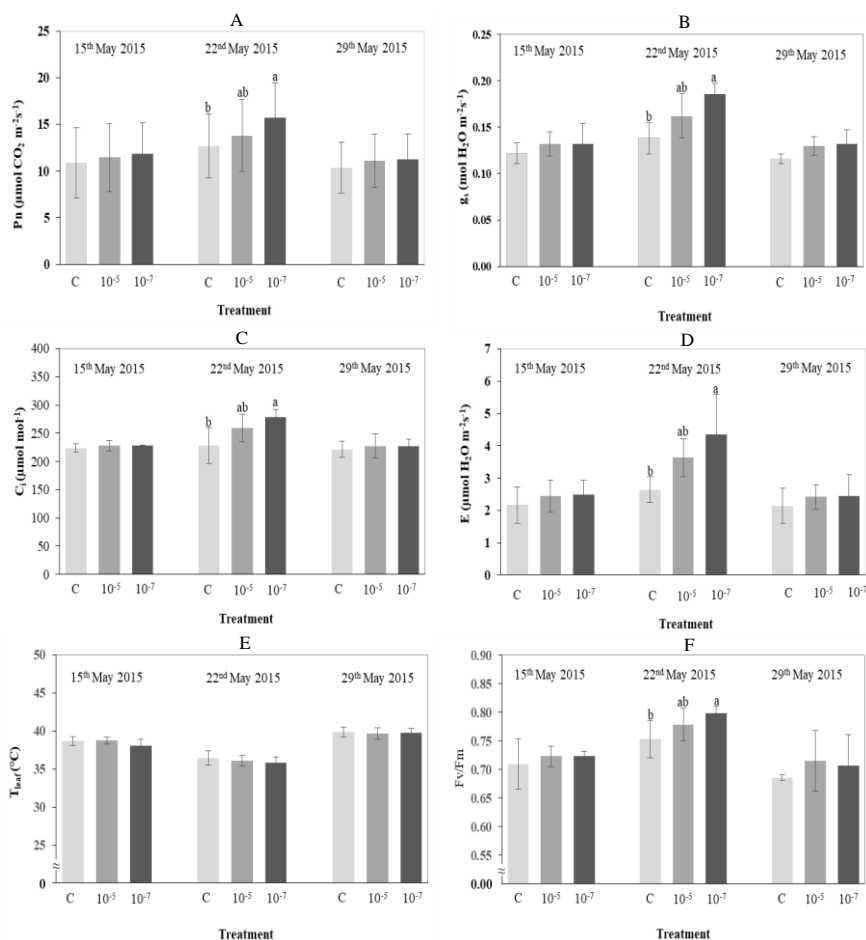 A
15th May 2015 22nd May 2015 29th May 2015
Pn (µmol CO2 m-2s-1)
25
20
15
10
5
0
b ab a
C 10-5 10-7 C 10-5 10-7 C 10-5 10-7
Treatment
B
15th May 2015 22nd May 2015 29th May 2015
gs (mol H2O m-2s-1)
0.25
0.20
0.15
0.10
0.05
0.00
b ab a
C 10-5 10-7 C 10-5 10-7 C 10-5 10-7
Treatment
C
15th May 2015 22nd May 2015 29th May 2015
Ci (µmol mol-1)
400
350
300
250
200
150
100
50
0
b ab a
C 10-5 10-7 C 10-5 10-7 C 10-5 10-7
Treatment
D
15th May 2015 22nd May 2015 29th May 2015
E (µmol H2O m-2s-1)
7
6
5
4
3
2
1
0
b ab a
C 10-5 10-7 C 10-5 10-7 C 10-5 10-7
Treatment
E
15th May 2015 22nd May 2015 29th May 2015
Tleaf (°C)
50
45
40
35
30
25
0
C 10-5 10-7 C 10-5 10-7 C 10-5 10-7
Treatment
F
15th May 2015 22nd May 2015 29th May 2015
Fv/Fm
0.90
0.85
0.80
0.75
0.70
0.65
0.60
0.55
0.00
b ab a
C 10-5 10-7 C 10-5 10-7 C 10-5 10-7
Treatment